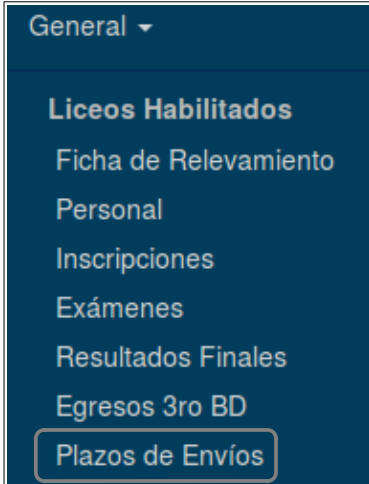 General
Liceos Habilitados
Ficha de Relevamiento
Personal
Inscripciones
Exámenes
Resultados Finales
Egresos 3ro BD
Plazos de Envíos